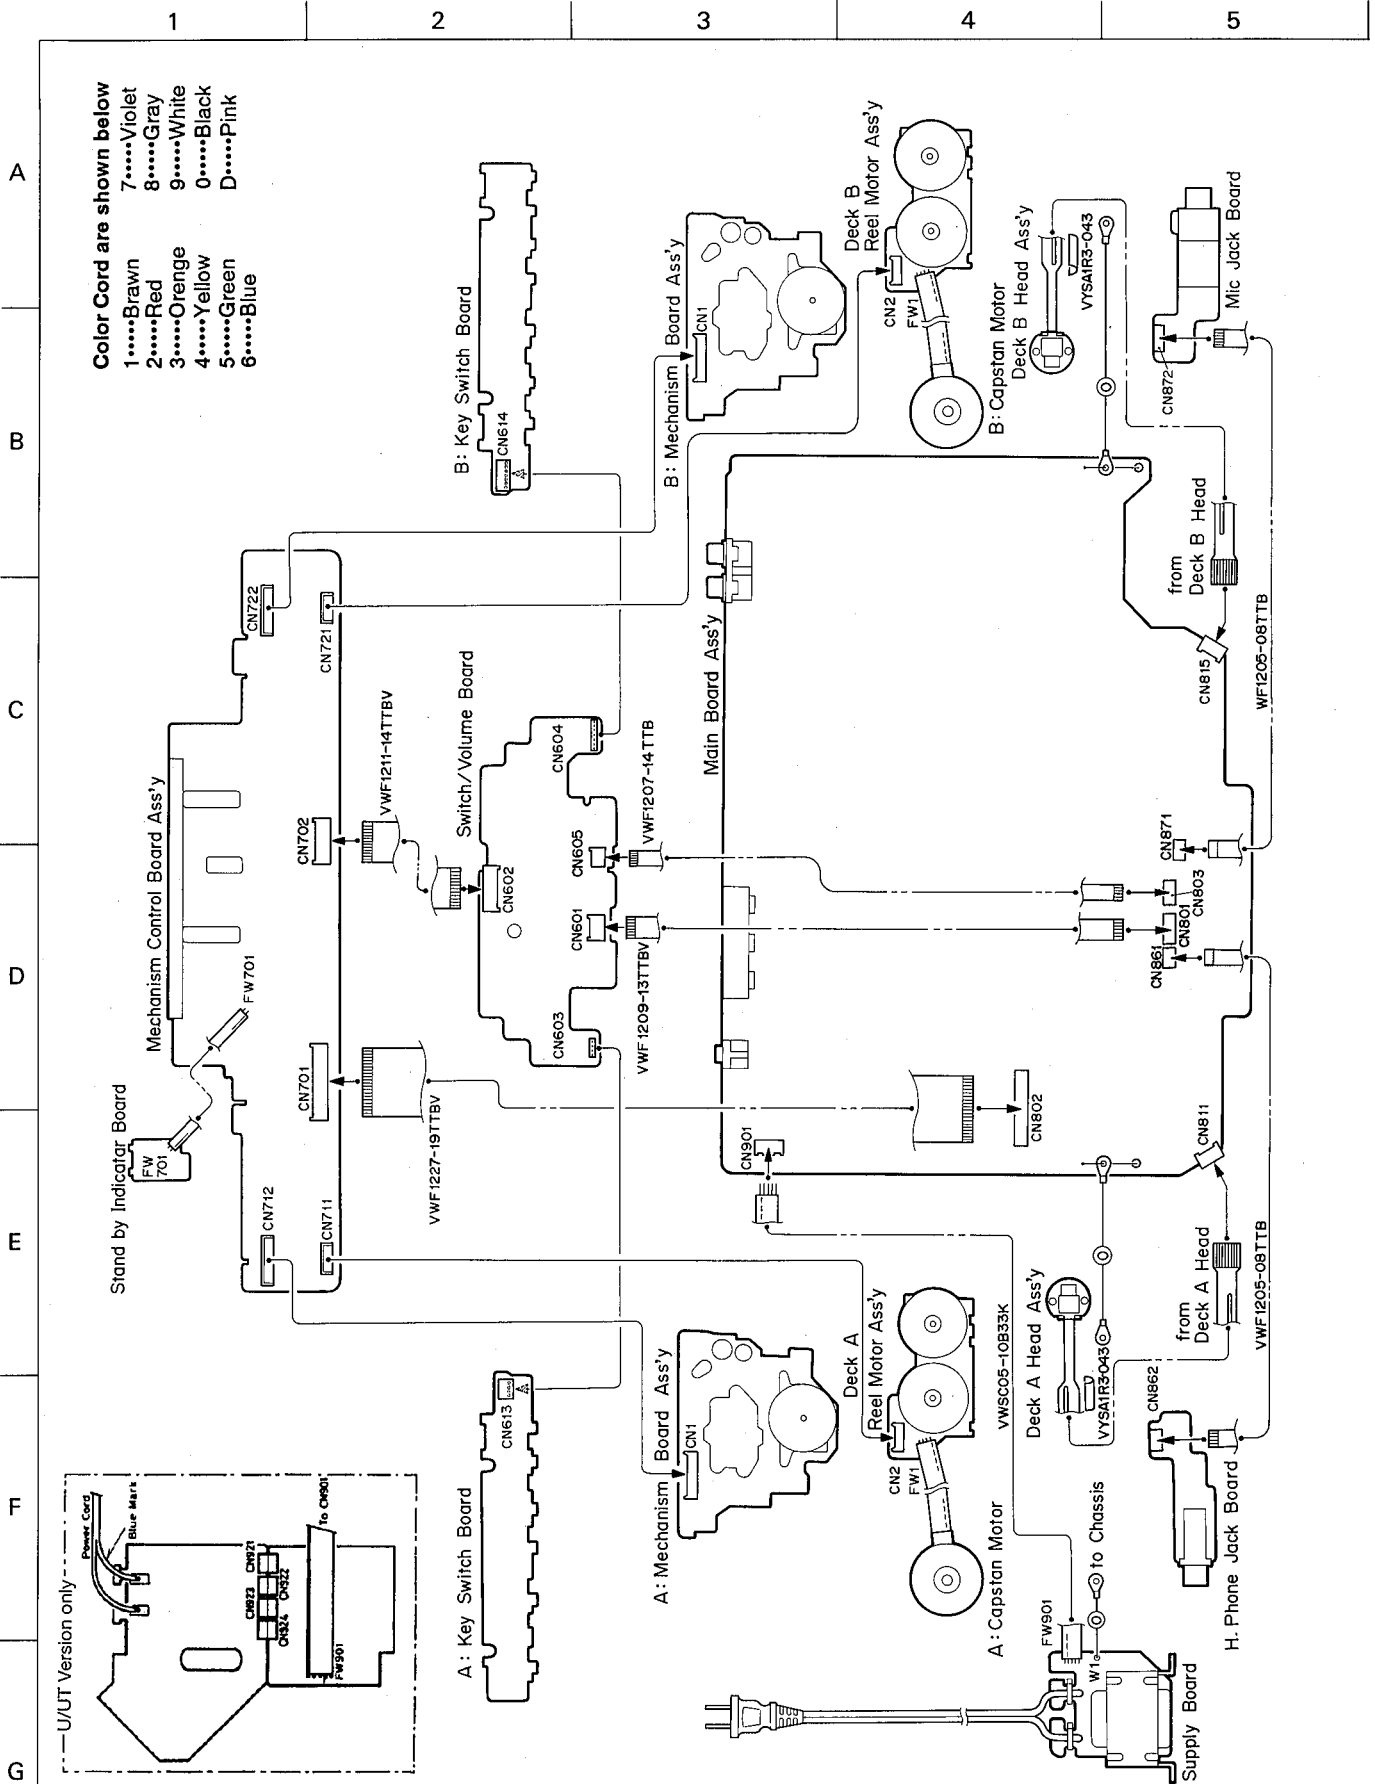 1 2 3 4 5
A
B
C
D
E
F
G
Color Cord are shown below
1•••••Brawn 7•••••Violet
2•••••Red 8•••••Gray
3•••••Orenge 9•••••White
4•••••Yellow 0•••••Black
5•••••Green D•••••Pink
6•••••Blue
Stand by Indicator Board
FW
701
FW701
Mechanism Control Board Ass'y
CN712
CN711
CN701
CN702
CN722
CN721
VWF1227-19TTBV
VWF1211-14TTBV
Switch/Volume Board
CN602
CN603
CN604
CN601
CN605
VWF1209-13TTBV
VWF1207-14TTB
B: Key Switch Board
CN614
A: Key Switch Board
CN613
B: Mechanism Board Ass'y
CN1
A: Mechanism Board Ass'y
CN1
Deck B
Reel Motor Ass'y
CN2
FW1
B: Capstan Motor
Deck B Head Ass'y
VYSA1R3-043
Mic Jack Board
CN872
Main Board Ass'y
from
Deck B Head
CN815
WF1205-08TTB
CN871
CN803
CN801
CN861
CN802
CN901
CN811
from
Deck A Head
VWF1205-08TTB
Deck A
Reel Motor Ass'y
CN2
FW1
A: Capstan Motor
VWSC05-10B33K
Deck A Head Ass'y
VYSA1R3-043
CN862
H. Phone Jack Board
to Chassis
FW901
W1
Supply Board
U/UT Version only
Power Cord
Blue Mark
CN921
CN922
CN923
CN924
FW901
To CN901